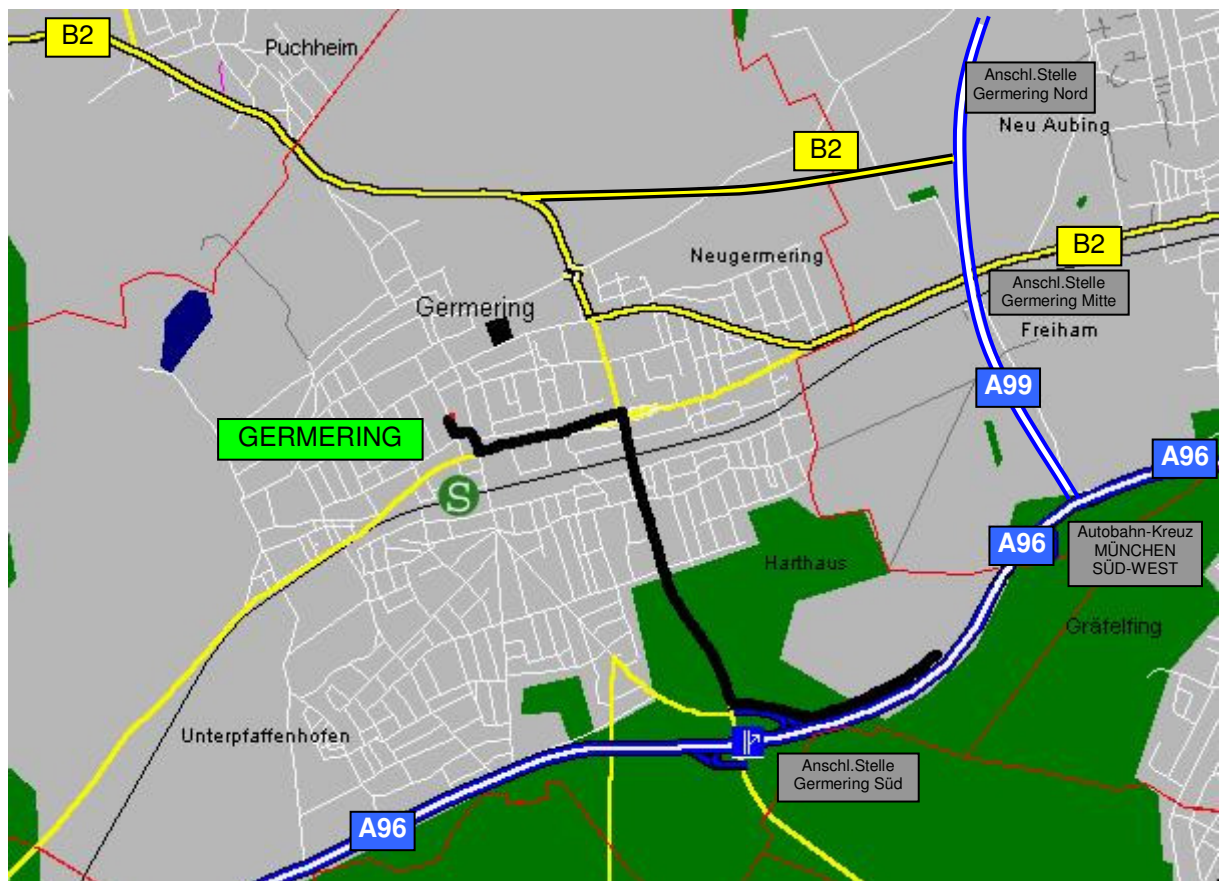 B2
Puchheim
Anschl.Stelle
Germering Nord
Neu Aubing
B2
B2
Neugermering
Anschl.Stelle
Germering Mitte
Germering
Freiham
A99
GERMERING
A96
S
A96
Autobahn-Kreuz
MÜNCHEN
SÜD-WEST
Harthaus
Gräfelfing
Unterpfaffenhofen
Anschl.Stelle
Germering Süd
A96